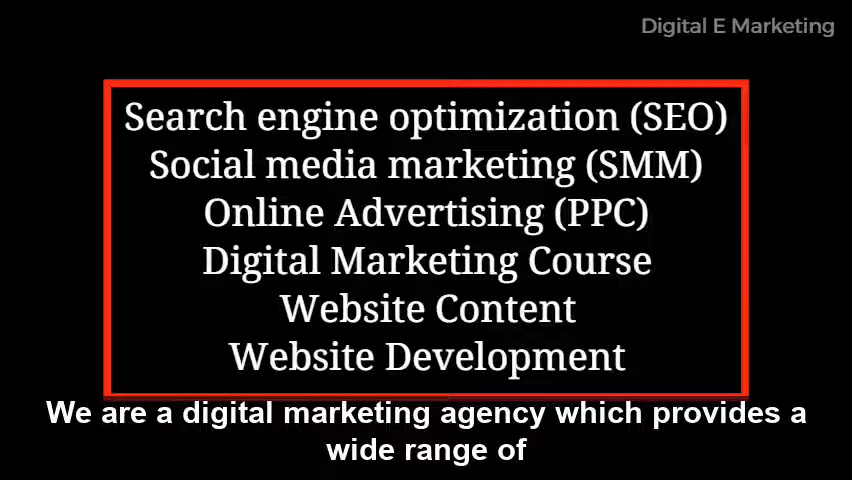 Digital E Marketing
Search engine optimization (SEO)
Social media marketing (SMM)
Online Advertising (PPC)
Digital Marketing Course
Website Content
Website Development
We are a digital marketing agency which provides a
wide range of